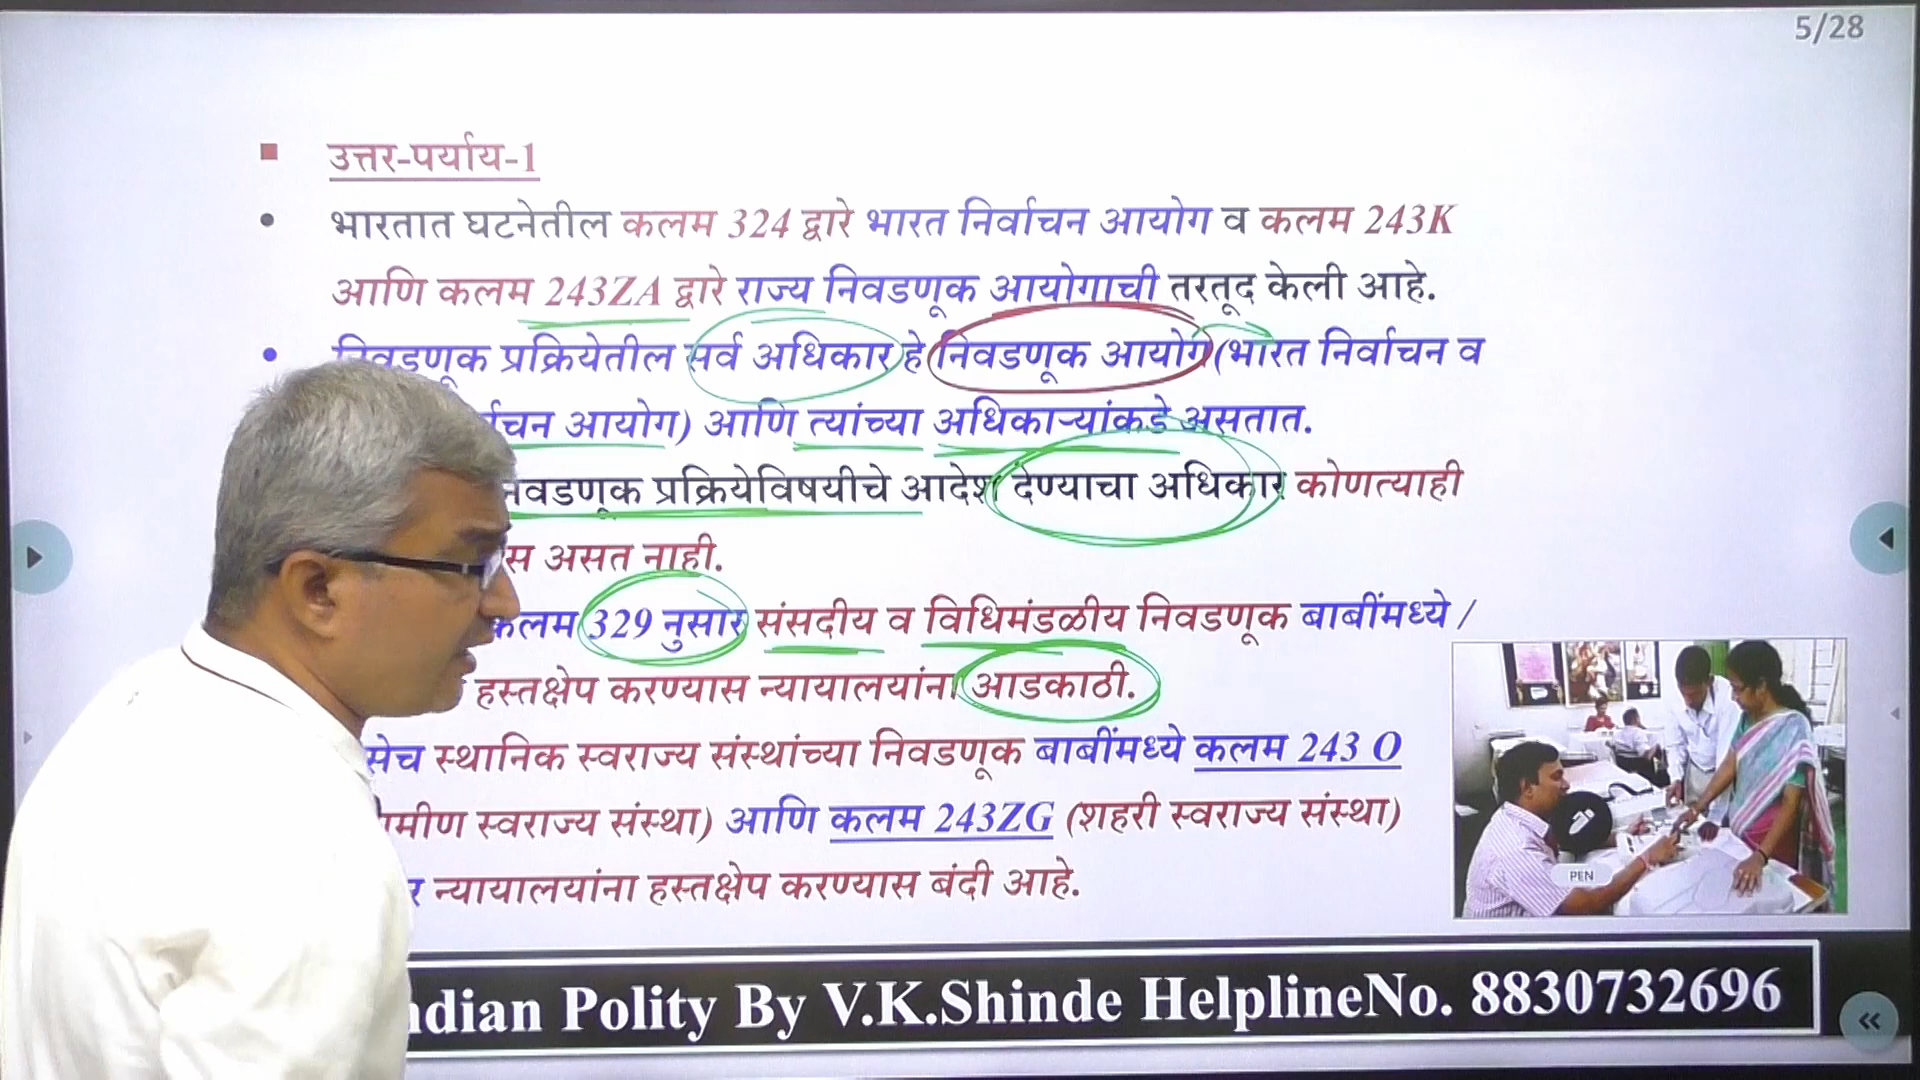 5/28
उत्तर-पर्याय-1
भारतात घटनेतील कलम 324 द्वारे भारत निर्वाचन आयोग व कलम 243K
आणि कलम 243ZA द्वारे राज्य निवडणूक आयोगाची तरतूद केली आहे.
निवडणूक प्रक्रियेतील सर्व अधिकार हे निवडणूक आयोग (भारत निर्वाचन व
आयोग) आणि त्यांच्या अधिकाऱ्यांकडे असतात.
प्रक्रियेविषयीचे आदेश देण्याचा अधिकार कोणत्याही
असत नाही.
कलम 329 नुसार संसदीय व विधिमंडळीय निवडणूक बाबींमध्ये /
हस्तक्षेप करण्यास न्यायालयांना आडकाठी.
स्थानिक स्वराज्य संस्थांच्या निवडणूक बाबींमध्ये कलम 243 O
स्वराज्य संस्था) आणि कलम 243ZG (शहरी स्वराज्य संस्था)
न्यायालयांना हस्तक्षेप करण्यास बंदी आहे.
PEN
Polity By V.K.Shinde HelplineNo. 8830732696